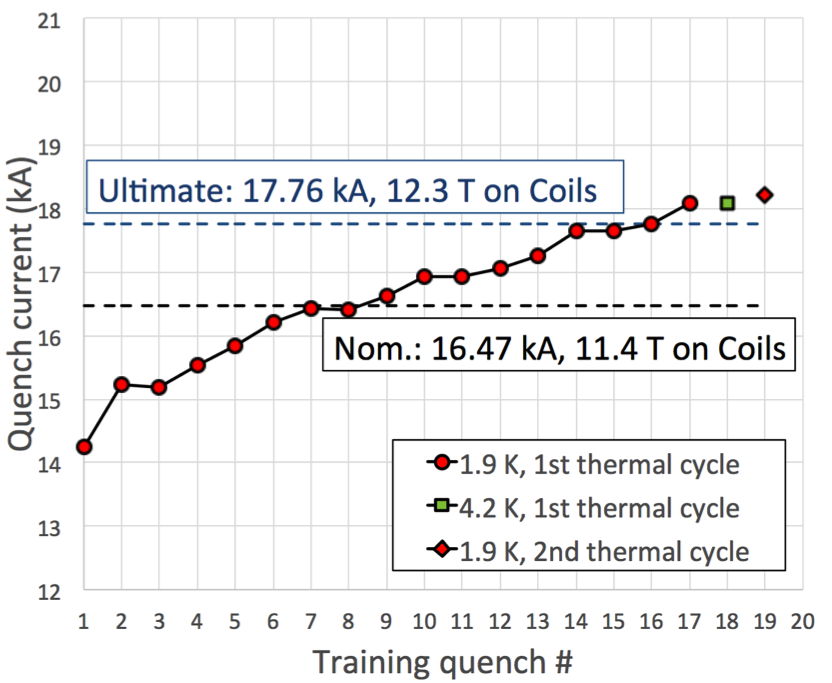 21
20
19
18
17
16
15
14
13
12
Quench current (kA)
Ultimate: 17.76 kA, 12.3 T on Coils
Nom.: 16.47 kA, 11.4 T on Coils
1.9 K, 1st thermal cycle
4.2 K, 1st thermal cycle
1.9 K, 2nd thermal cycle
1 2 3 4 5 6 7 8 9 10 11 12 13 14 15 16 17 18 19 20
Training quench #